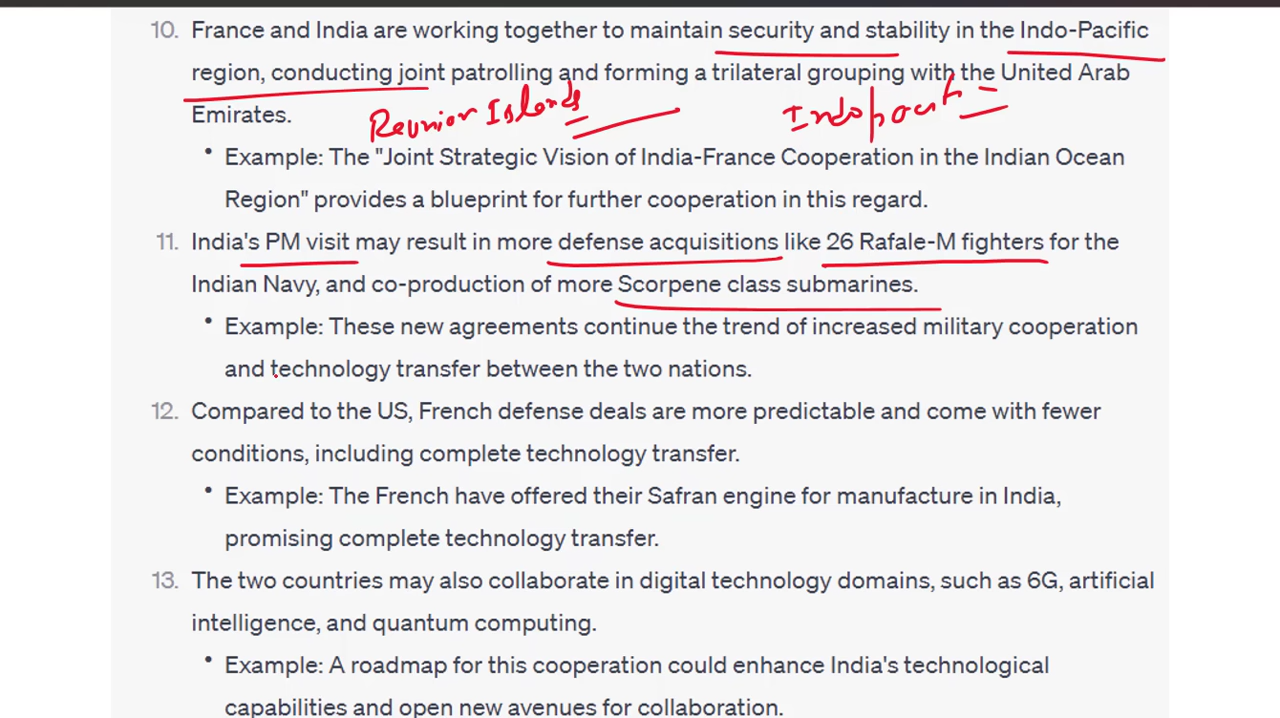 10. France and India are working together to maintain security and stability in the Indo-Pacific
region, conducting joint patrolling and forming a trilateral grouping with the United Arab
Emirates.
Reunion Islands
Indopacific
• Example: The "Joint Strategic Vision of India-France Cooperation in the Indian Ocean
Region" provides a blueprint for further cooperation in this regard.
11. India's PM visit may result in more defense acquisitions like 26 Rafale-M fighters for the
Indian Navy, and co-production of more Scorpene class submarines.
• Example: These new agreements continue the trend of increased military cooperation
and technology transfer between the two nations.
12. Compared to the US, French defense deals are more predictable and come with fewer
conditions, including complete technology transfer.
• Example: The French have offered their Safran engine for manufacture in India,
promising complete technology transfer.
13. The two countries may also collaborate in digital technology domains, such as 6G, artificial
intelligence, and quantum computing.
• Example: A roadmap for this cooperation could enhance India's technological
capabilities and open new avenues for collaboration.